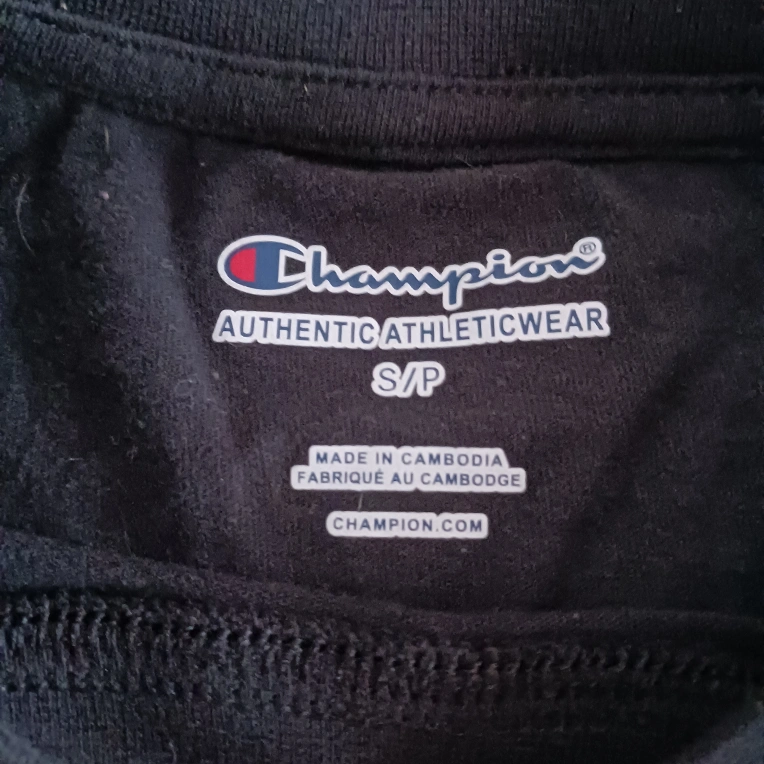 Champion®
AUTHENTIC ATHLETICWEAR
S/P
MADE IN CAMBODIA
FABRIQUÉ AU CAMBODGE
CHAMPION.COM